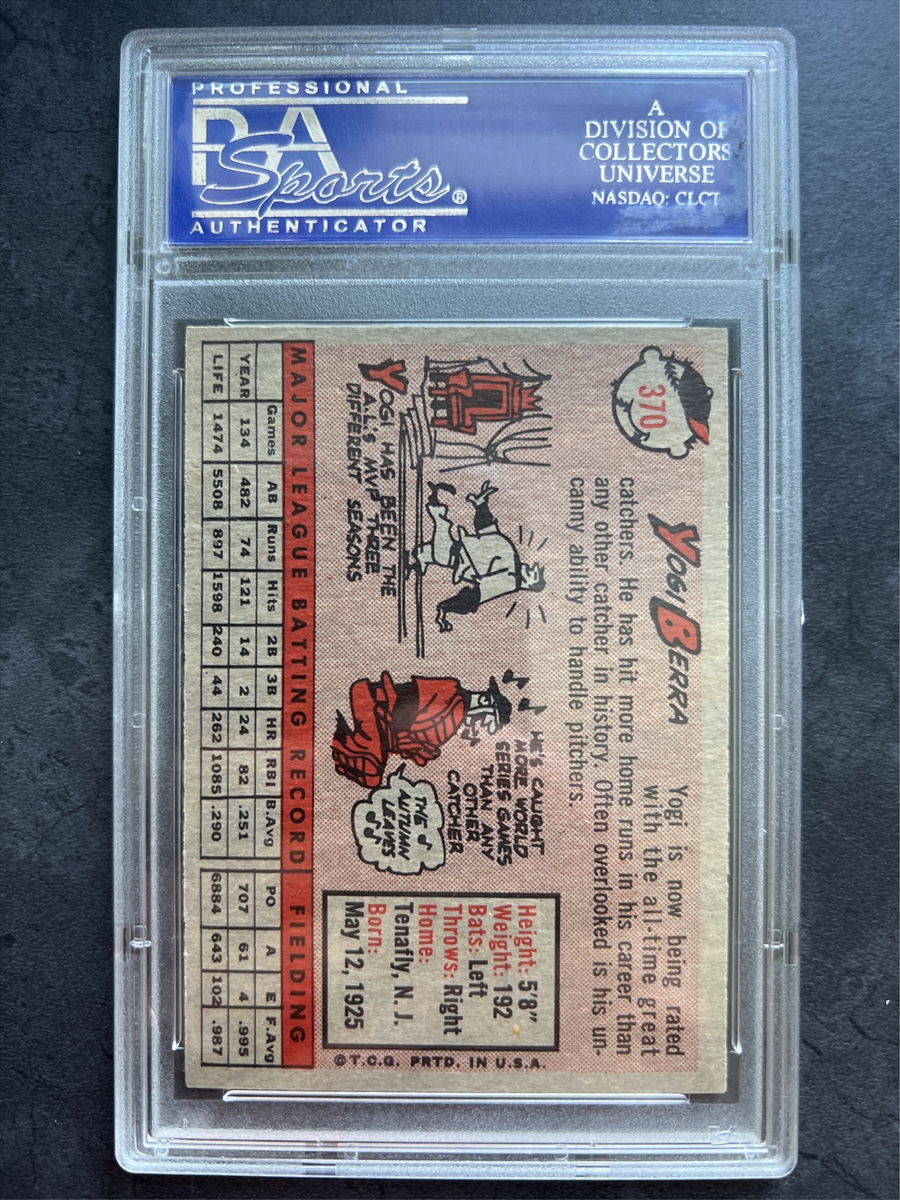 PROFESSIONAL
PSA
Sports®
AUTHENTICATOR
A
DIVISION OF
COLLECTORS
UNIVERSE
NASDAQ: CLCT
370
YOGI BERRA
Yogi is now being rated
with the all-time great
catchers. He has hit more home runs in his career than
any other catcher in history. Often overlooked is his un-
canny ability to handle pitchers.
YOGI HAS BEEN THE
A.L.'S MVP THREE
DIFFERENT SEASONS
HE'S CAUGHT
MORE WORLD
SERIES GAMES
THAN ANY
OTHER
CATCHER
THE
AUTUMN
LEAVES
Height: 5'8"
Weight: 192
Bats: Left
Throws: Right
Home:
Tenafly, N. J.
Born:
May 12, 1925
© T.C.G. PRTD. IN U.S.A.
MAJOR LEAGUE BATTING RECORD FIELDING
Games AB Runs Hits 2B 3B HR RBI B.Avg PO A E F.Avg
YEAR 134 482 74 121 14 2 24 82 .251 707 61 4 .995
LIFE 1474 5508 897 1598 240 44 262 1085 .290 6884 643 102 .987